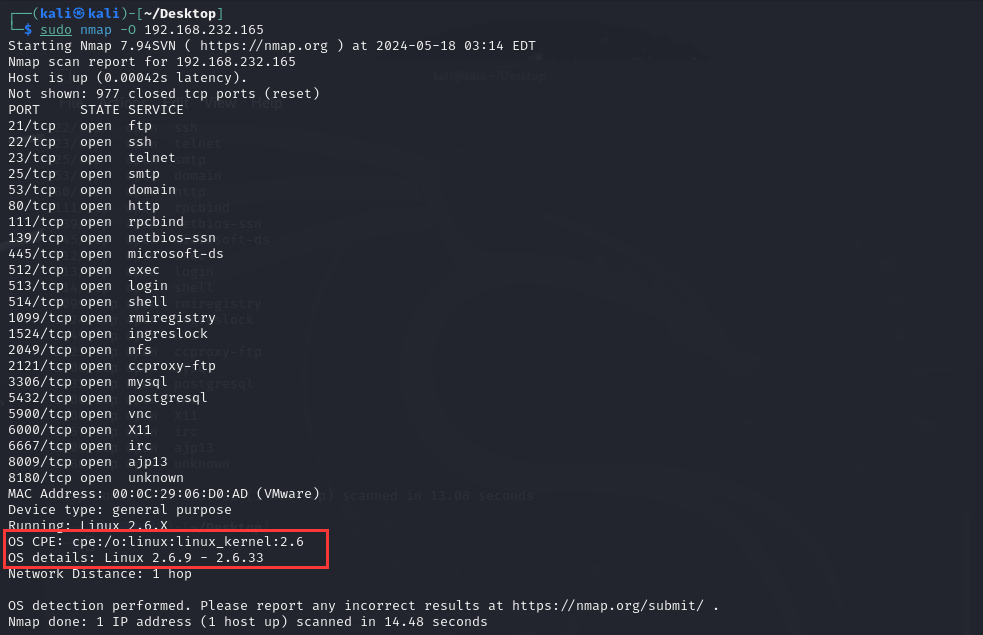 ┌──(kali㉿kali)-[~/Desktop]
└─$ sudo nmap -O 192.168.232.165
Starting Nmap 7.94SVN ( https://nmap.org ) at 2024-05-18 03:14 EDT
Nmap scan report for 192.168.232.165
Host is up (0.00042s latency).
Not shown: 977 closed tcp ports (reset)
PORT     STATE SERVICE
21/tcp   open  ftp
22/tcp   open  ssh
23/tcp   open  telnet
25/tcp   open  smtp
53/tcp   open  domain
80/tcp   open  http
111/tcp  open  rpcbind
139/tcp  open  netbios-ssn
445/tcp  open  microsoft-ds
512/tcp  open  exec
513/tcp  open  login
514/tcp  open  shell
1099/tcp open  rmiregistry
1524/tcp open  ingreslock
2049/tcp open  nfs
2121/tcp open  ccproxy-ftp
3306/tcp open  mysql
5432/tcp open  postgresql
5900/tcp open  vnc
6000/tcp open  X11
6667/tcp open  irc
8009/tcp open  ajp13
8180/tcp open  unknown
MAC Address: 00:0C:29:06:D0:AD (VMware)
Device type: general purpose
Running: Linux 2.6.X
OS CPE: cpe:/o:linux:linux_kernel:2.6
OS details: Linux 2.6.9 - 2.6.33
Network Distance: 1 hop
OS detection performed. Please report any incorrect results at https://nmap.org/submit/ .
Nmap done: 1 IP address (1 host up) scanned in 14.48 seconds